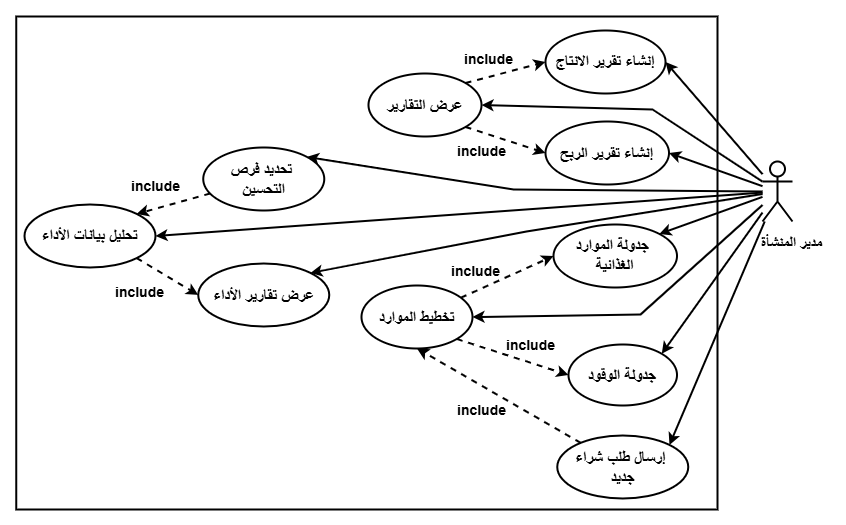 إنشاء تقرير الانتاج
include
عرض التقارير
include
إنشاء تقرير الربح
تحديد فرص
التحسين
include
تحليل بيانات الأداء
include
عرض تقارير الأداء
مدير المنشأة
جدولة الموارد
الغذائية
include
تخطيط الموارد
include
جدولة الوقود
include
إرسال طلب شراء
جديد